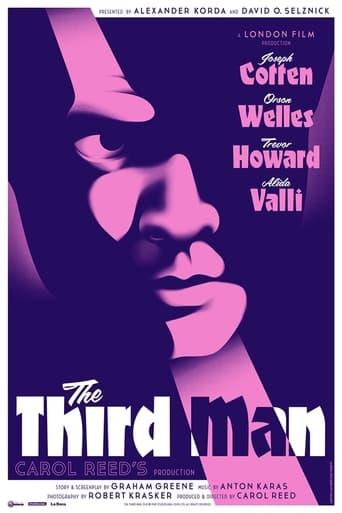 PRESENTED BY ALEXANDER KORDA AND DAVID O. SELZNICK
A LONDON FILM
PRODUCTION
Joseph
Cotten
Orson
Welles
Trevor
Howard
Alida
Valli
The
Third Man
CAROL REED'S PRODUCTION
STORY & SCREENPLAY BY GRAHAM GREENE MUSIC BY ANTON KARAS
PHOTOGRAPHY BY ROBERT KRASKER PRODUCED & DIRECTED BY CAROL REED